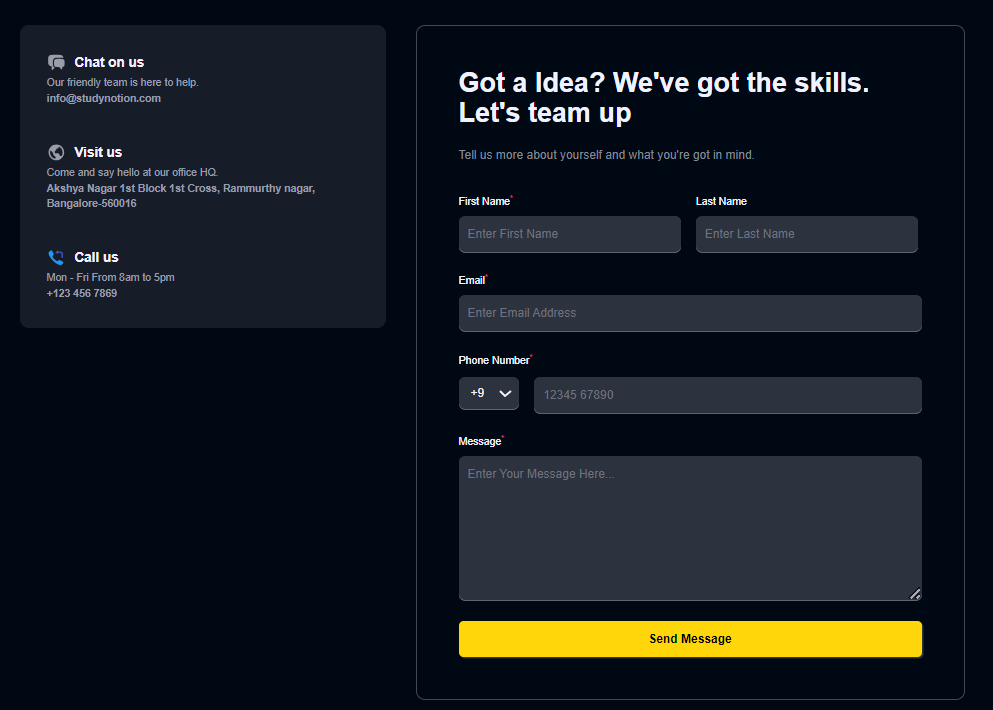 Chat on us
Our friendly team is here to help.
info@studynotion.com
Visit us
Come and say hello at our office HQ.
Akshya Nagar 1st Block 1st Cross, Rammurthy nagar,
Bangalore-560016
Call us
Mon - Fri From 8am to 5pm
+123 456 7869
Got a Idea? We've got the skills.
Let's team up
Tell us more about yourself and what you're got in mind.
First Name* Last Name
Enter First Name Enter Last Name
Email*
Enter Email Address
Phone Number*
+9 12345 67890
Message*
Enter Your Message Here...
Send Message